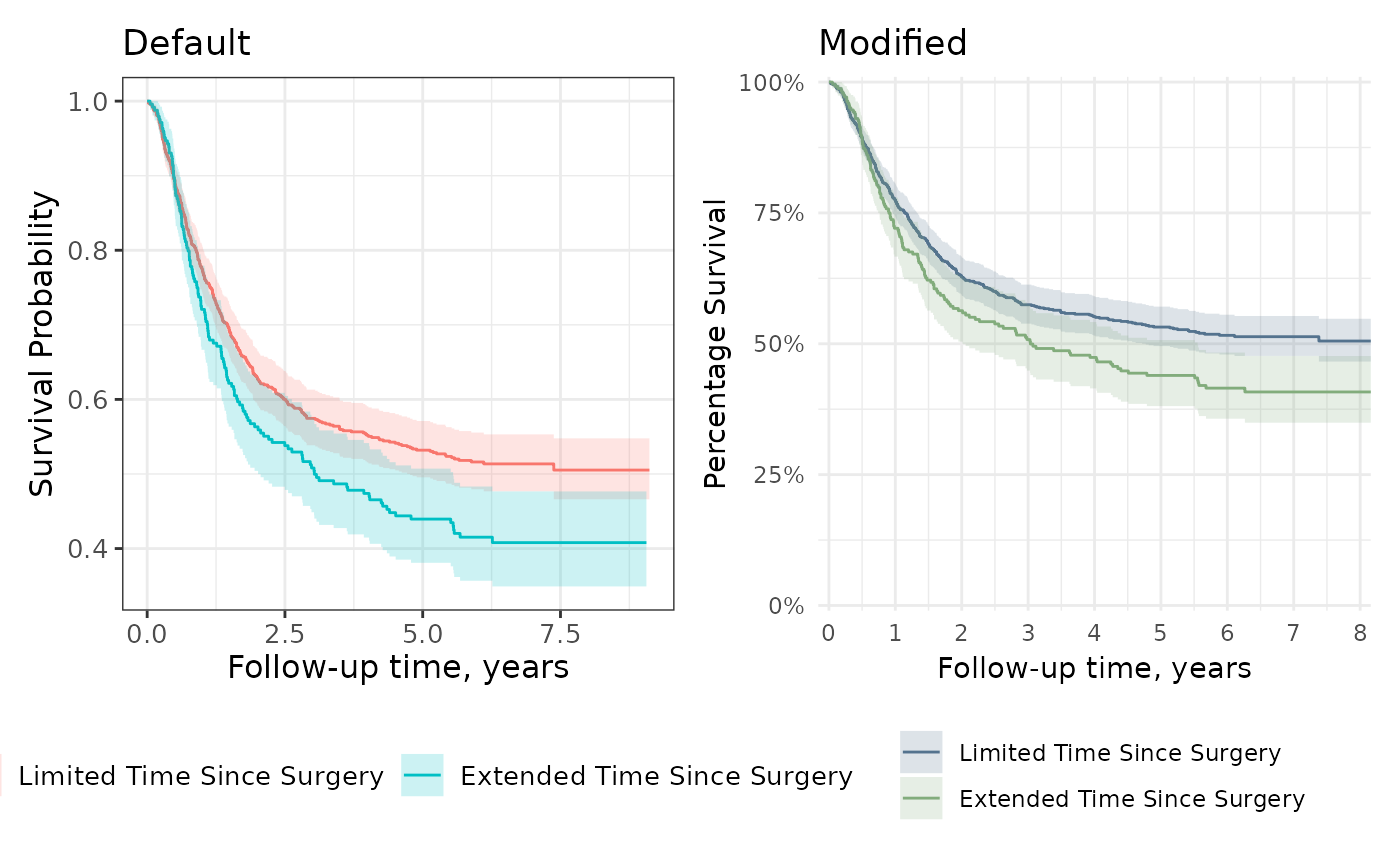 Default
Survival Probability
1.0
0.8
0.6
0.4
0.0 2.5 5.0 7.5
Follow-up time, years
Limited Time Since Surgery Extended Time Since Surgery
Modified
Percentage Survival
100%
75%
50%
25%
0%
0 1 2 3 4 5 6 7 8
Follow-up time, years
Limited Time Since Surgery
Extended Time Since Surgery